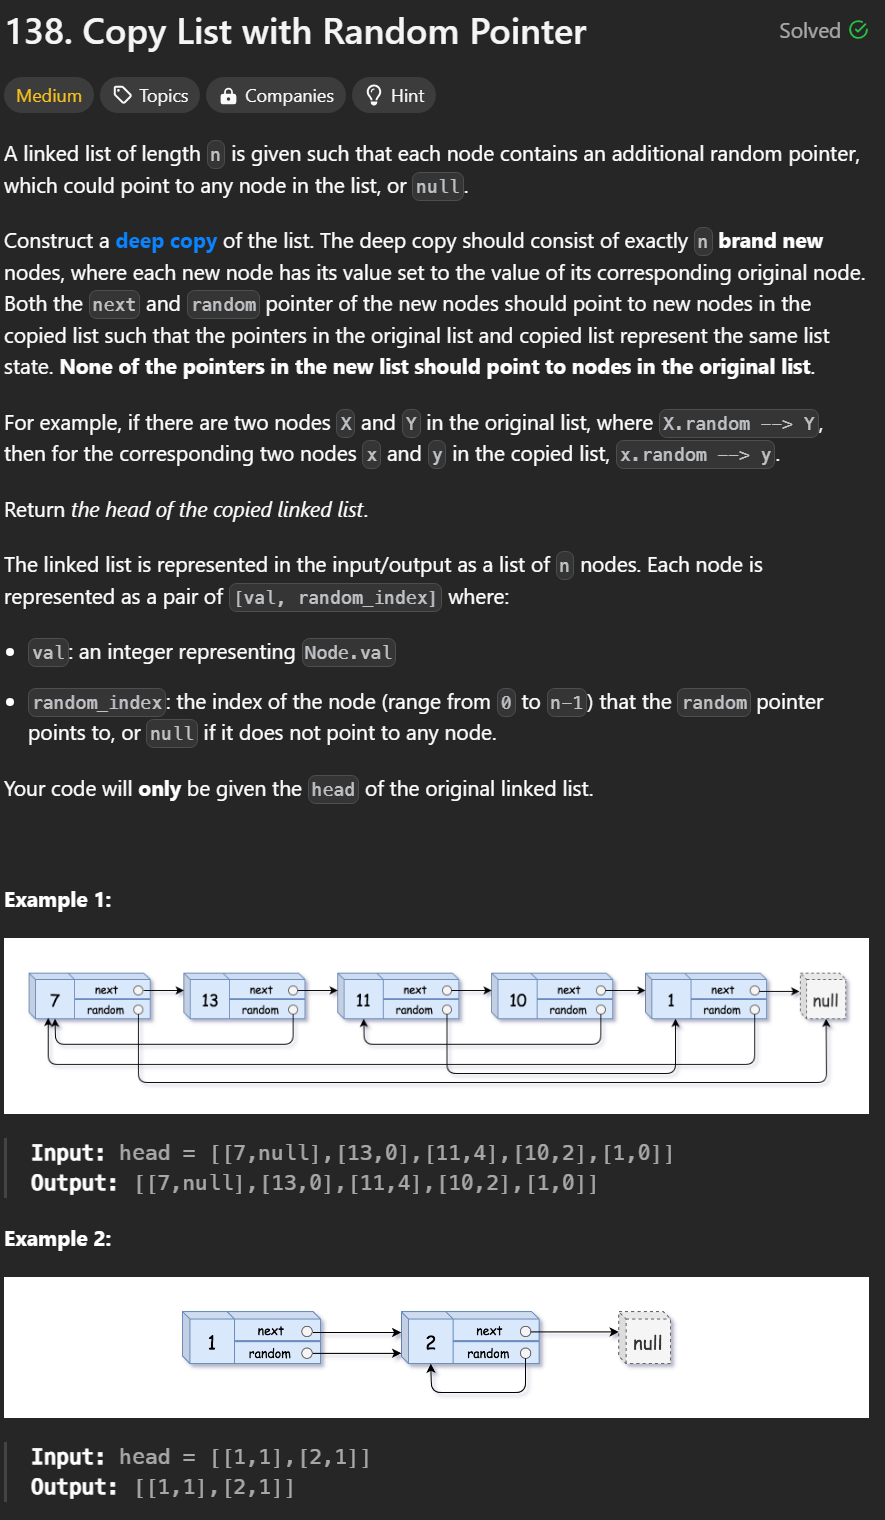 138. Copy List with Random Pointer
Solved
Medium Topics Companies Hint
A linked list of length n is given such that each node contains an additional random pointer,
which could point to any node in the list, or null.
Construct a deep copy of the list. The deep copy should consist of exactly n brand new
nodes, where each new node has its value set to the value of its corresponding original node.
Both the next and random pointer of the new nodes should point to new nodes in the
copied list such that the pointers in the original list and copied list represent the same list
state. None of the pointers in the new list should point to nodes in the original list.
For example, if there are two nodes X and Y in the original list, where X.random --> Y,
then for the corresponding two nodes x and y in the copied list, x.random --> y.
Return the head of the copied linked list.
The linked list is represented in the input/output as a list of n nodes. Each node is
represented as a pair of [val, random_index] where:
• val: an integer representing Node.val
• random_index: the index of the node (range from 0 to n-1) that the random pointer
points to, or null if it does not point to any node.
Your code will only be given the head of the original linked list.
Example 1:
7 next random 13 next random 11 next random 10 next random 1 next random null
Input: head = [[7,null],[13,0],[11,4],[10,2],[1,0]]
Output: [[7,null],[13,0],[11,4],[10,2],[1,0]]
Example 2:
1 next random 2 next random null
Input: head = [[1,1],[2,1]]
Output: [[1,1],[2,1]]